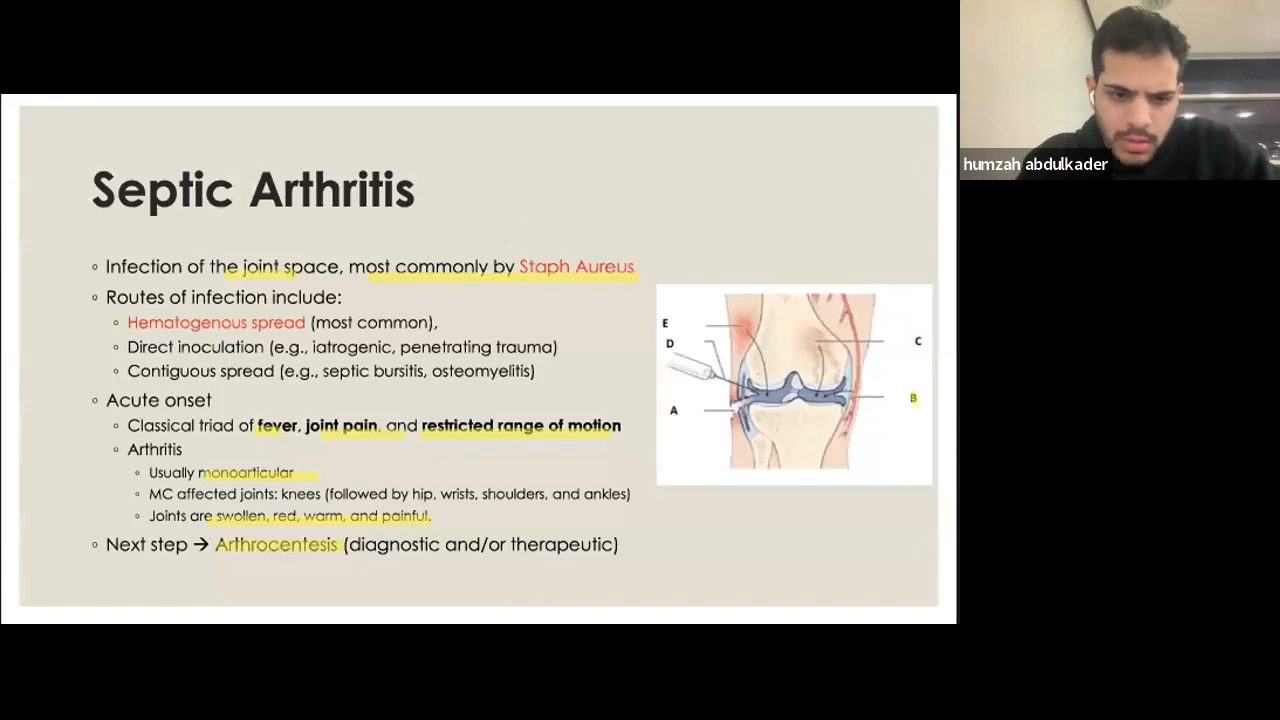 humzah abdulkader
Septic Arthritis
◦ Infection of the joint space, most commonly by Staph Aureus
◦ Routes of infection include:
◦ Hematogenous spread (most common),
◦ Direct inoculation (e.g., iatrogenic, penetrating trauma)
◦ Contiguous spread (e.g., septic bursitis, osteomyelitis)
◦ Acute onset
◦ Classical triad of fever, joint pain, and restricted range of motion
◦ Arthritis
◦ Usually monoarticular
◦ MC affected joints: knees (followed by hip, wrists, shoulders, and ankles)
◦ Joints are swollen, red, warm, and painful.
◦ Next step → Arthrocentesis (diagnostic and/or therapeutic)
E
D
A
C
B